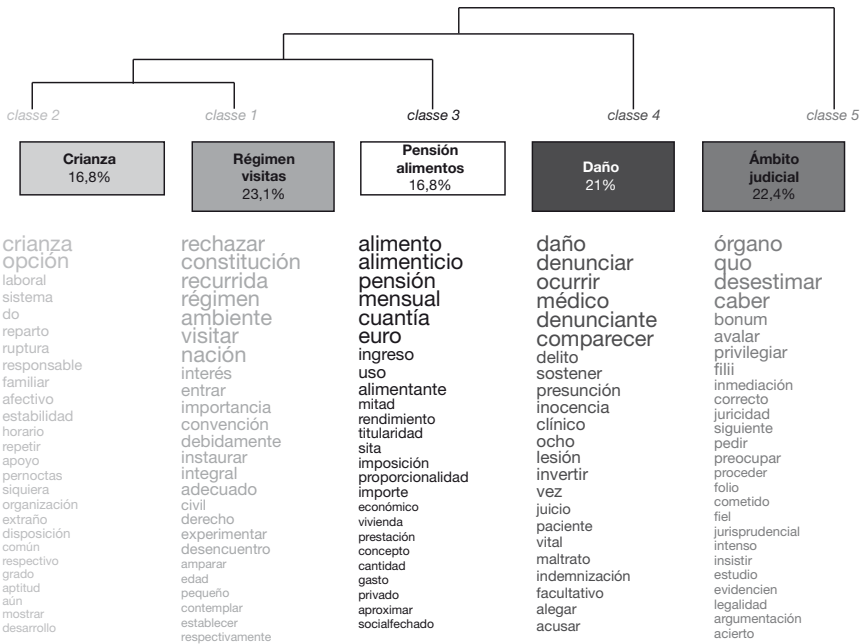 classe 2
classe 1
classe 3
classe 4
classe 5
Crianza
16,8%
Régimen
visitas
23,1%
Pensión
alimentos
16,8%
Daño
21%
Ámbito
judicial
22,4%
crianza
opción
laboral
sistema
do
reparto
ruptura
responsable
familiar
afectivo
estabilidad
horario
repetir
apoyo
pernoctas
siquiera
organización
extraño
disposición
común
respectivo
grado
aptitud
aún
mostrar
desarrollo
rechazar
constitución
recurrida
régimen
ambiente
visitar
nación
interés
entrar
importancia
convención
debidamente
instaurar
integral
adecuado
civil
derecho
experimentar
desencuentro
amparar
edad
pequeño
contemplar
establecer
respectivamente
alimento
alimenticio
pensión
mensual
cuantía
euro
ingreso
uso
alimentante
mitad
rendimiento
titularidad
sita
imposición
proporcionalidad
importe
económico
vivienda
prestación
concepto
cantidad
gasto
privado
aproximar
socialfechado
daño
denunciar
ocurrir
médico
denunciante
comparecer
delito
sostener
presunción
inocencia
clínico
ocho
lesión
invertir
vez
juicio
paciente
vital
maltrato
indemnización
facultativo
alegar
acusar
órgano
quo
desestimar
caber
bonum
avalar
privilegiar
filii
inmediación
correcto
juricidad
siguiente
pedir
preocupar
proceder
folio
cometido
fiel
jurisprudencial
intenso
insistir
estudio
evidencien
legalidad
argumentación
acierto